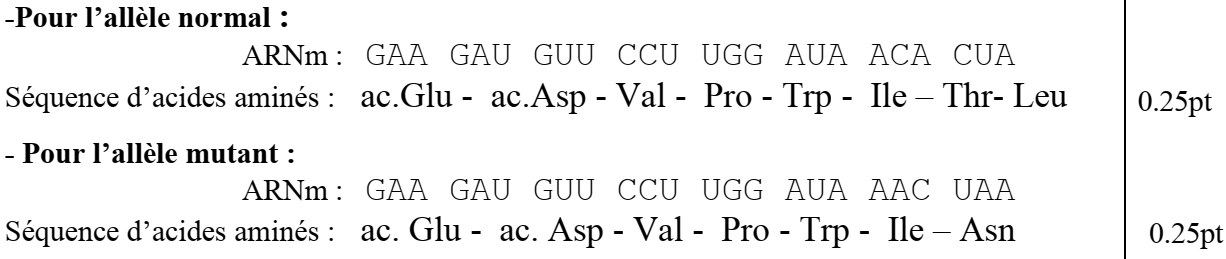 -Pour l'allèle normal :
ARNm : GAA GAU GUU CCU UGG AUA ACA CUA
Séquence d'acides aminés : ac.Glu - ac.Asp - Val - Pro - Trp - Ile – Thr- Leu 0.25pt
- Pour l'allèle mutant :
ARNm : GAA GAU GUU CCU UGG AUA AAC UAA
Séquence d'acides aminés : ac. Glu - ac. Asp - Val - Pro - Trp - Ile – Asn 0.25pt